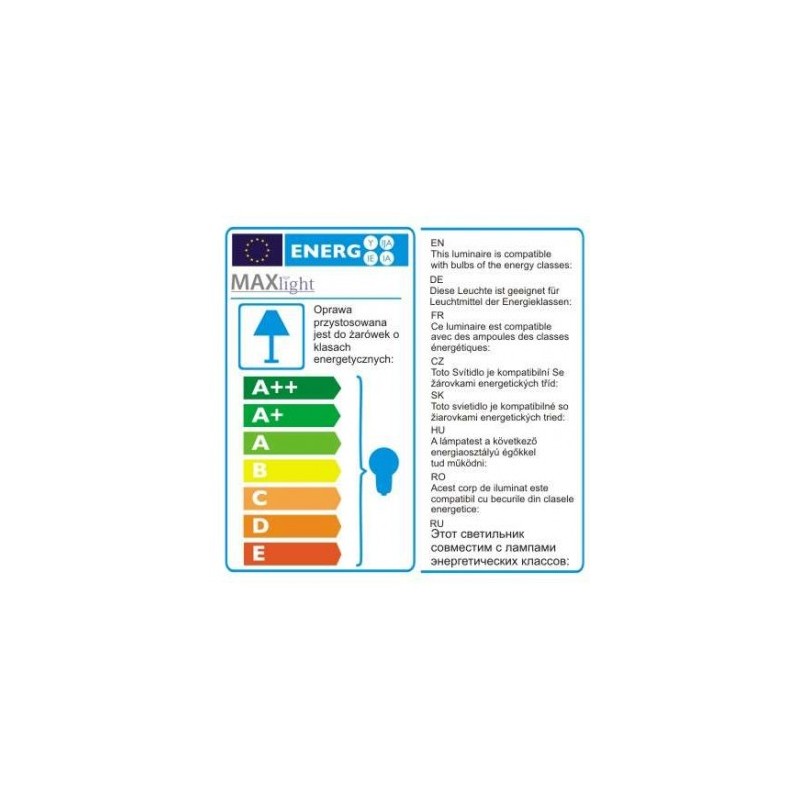 ENERG Y IJA
IE IA
MAXlight
Oprawa
przystosowana
jest do żarówek o
klasach
energetycznych:
A++
A+
A
B
C
D
E
EN
This luminaire is compatible
with bulbs of the energy classes:
DE
Diese Leuchte ist geeignet für
Leuchtmittel der Energieklassen:
FR
Ce luminaire est compatible
avec des ampoules des classes
énergétiques:
CZ
Toto Svítidlo je kompatibilní Se
žárovkami energetických tříd:
SK
Toto svietidlo je kompatibilné so
žiarovkami energetických tried:
HU
A lámpatest a következő
energiaosztályú égőkkel
tud működni:
RO
Acest corp de iluminat este
compatibil cu becurile din clasele
energetice:
RU
Этот светильник
совместим с лампами
энергетических классов: